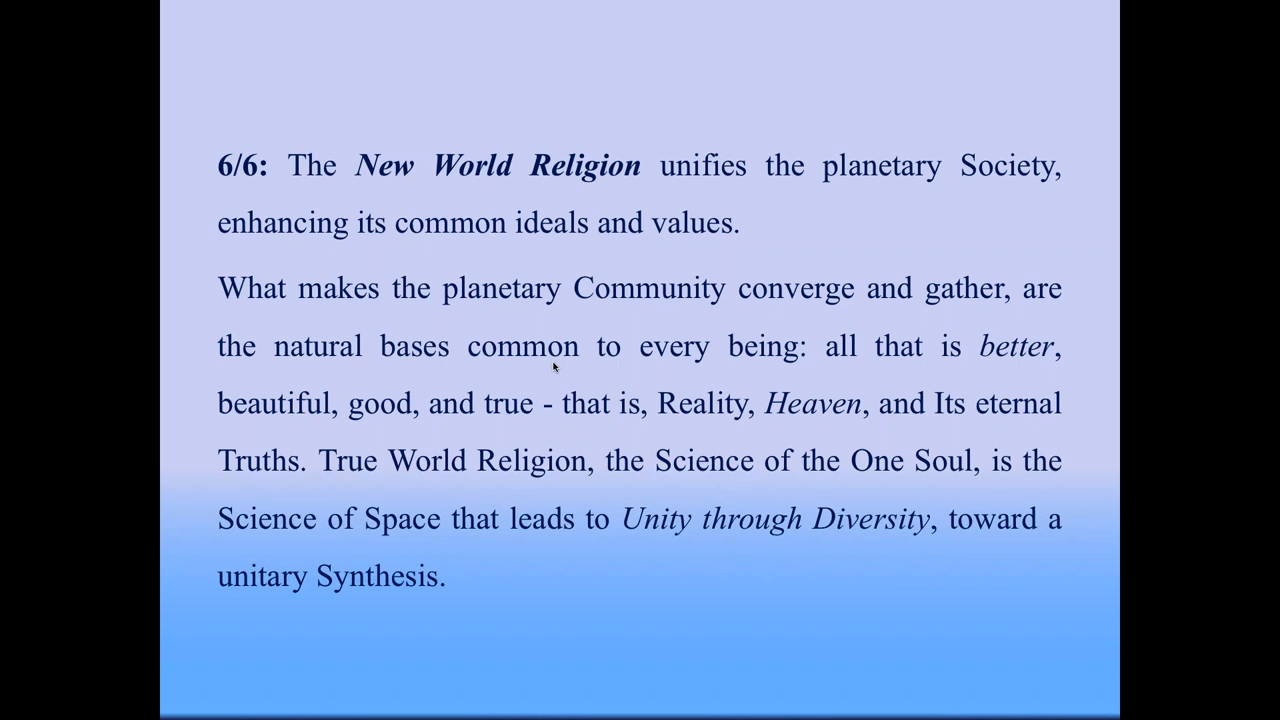 6/6: The New World Religion unifies the planetary Society,
enhancing its common ideals and values.
What makes the planetary Community converge and gather, are
the natural bases common to every being: all that is better,
beautiful, good, and true - that is, Reality, Heaven, and Its eternal
Truths. True World Religion, the Science of the One Soul, is the
Science of Space that leads to Unity through Diversity, toward a
unitary Synthesis.